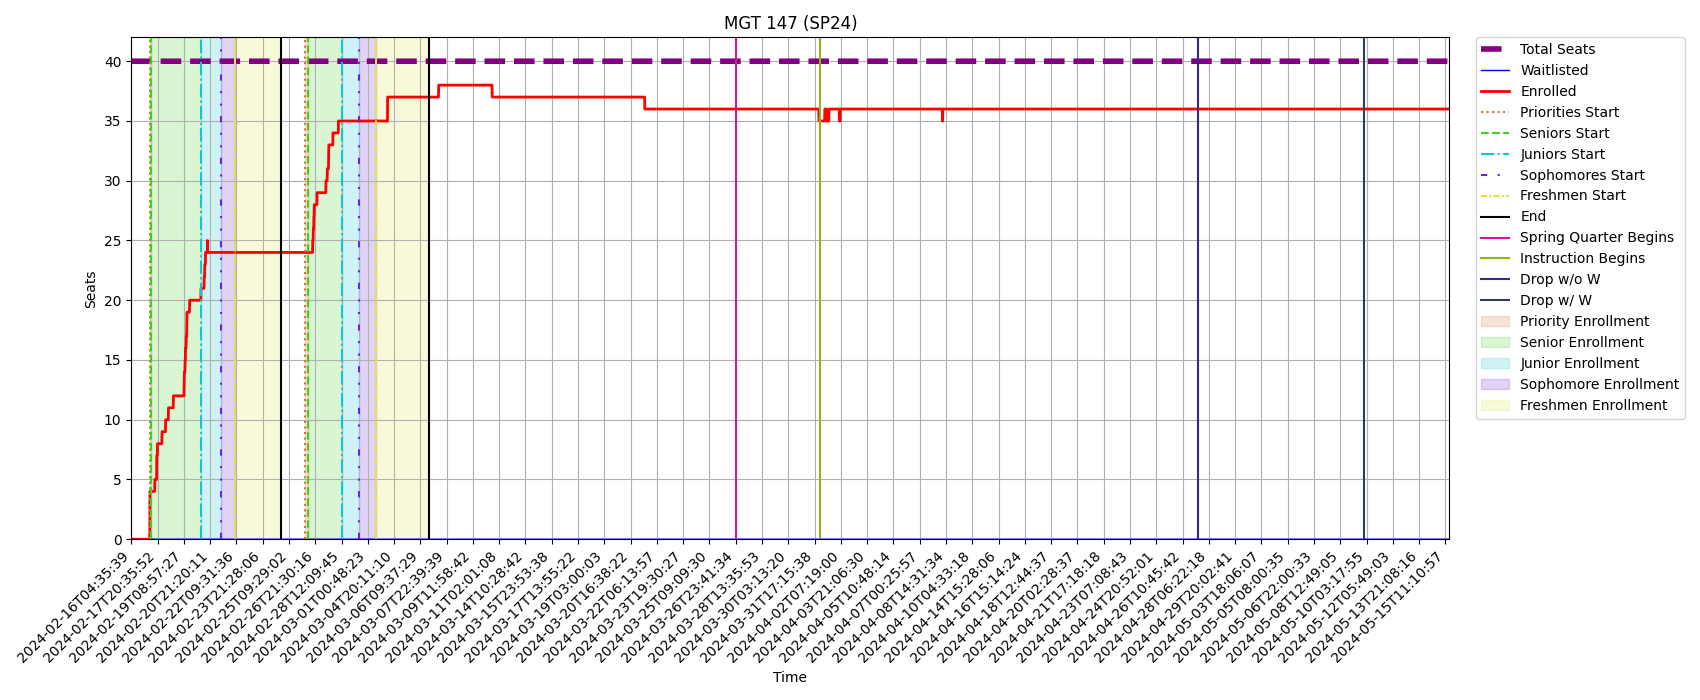 MGT 147 (SP24)
Seats
40
35
30
25
20
15
10
5
0
2024-02-16T04:35:39
2024-02-17T20:35:52
2024-02-19T08:57:27
2024-02-20T21:20:11
2024-02-22T09:31:36
2024-02-23T21:28:06
2024-02-25T09:29:02
2024-02-26T21:30:16
2024-02-28T12:09:45
2024-03-01T00:48:23
2024-03-04T20:11:10
2024-03-06T09:37:29
2024-03-07T22:39:39
2024-03-09T11:58:42
2024-03-11T02:01:08
2024-03-14T10:28:42
2024-03-15T23:53:38
2024-03-17T13:55:22
2024-03-19T03:00:03
2024-03-20T16:38:22
2024-03-22T06:13:57
2024-03-23T19:30:27
2024-03-25T09:09:30
2024-03-26T23:41:34
2024-03-28T13:35:53
2024-03-30T03:13:20
2024-03-31T17:15:38
2024-04-02T07:19:00
2024-04-03T21:06:30
2024-04-05T10:48:14
2024-04-07T00:25:57
2024-04-08T14:31:34
2024-04-10T04:33:18
2024-04-14T15:28:06
2024-04-16T15:14:24
2024-04-18T12:44:37
2024-04-20T02:28:37
2024-04-21T17:18:18
2024-04-23T07:08:43
2024-04-24T20:52:01
2024-04-26T10:45:42
2024-04-28T06:22:18
2024-04-29T20:02:41
2024-05-03T18:06:07
2024-05-05T08:00:35
2024-05-06T22:00:33
2024-05-08T12:49:05
2024-05-10T03:17:55
2024-05-12T05:49:03
2024-05-13T21:08:16
2024-05-15T11:10:57
Time
Total Seats
Waitlisted
Enrolled
Priorities Start
Seniors Start
Juniors Start
Sophomores Start
Freshmen Start
End
Spring Quarter Begins
Instruction Begins
Drop w/o W
Drop w/ W
Priority Enrollment
Senior Enrollment
Junior Enrollment
Sophomore Enrollment
Freshmen Enrollment